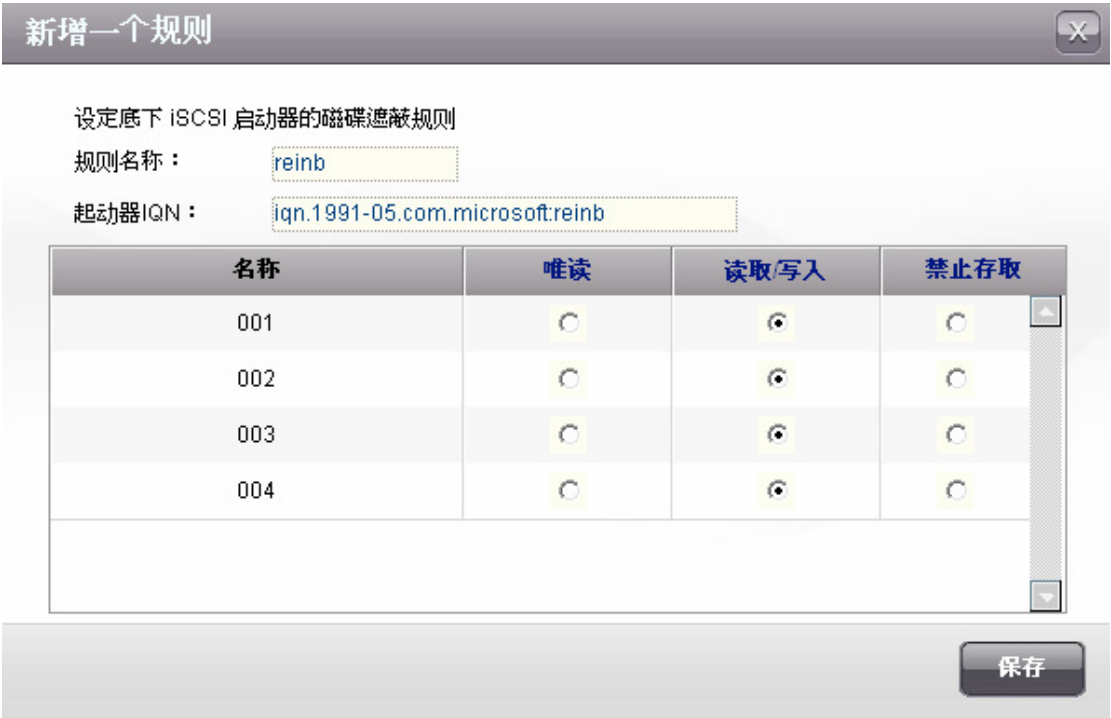 新增一个规则
X
设定底下 iSCSI 启动器的磁碟遮蔽规则
规则名称： reinb
起动器IQN： iqn.1991-05.com.microsoft:reinb
名称 唯读 读取/写入 禁止存取
001
002
003
004
保存